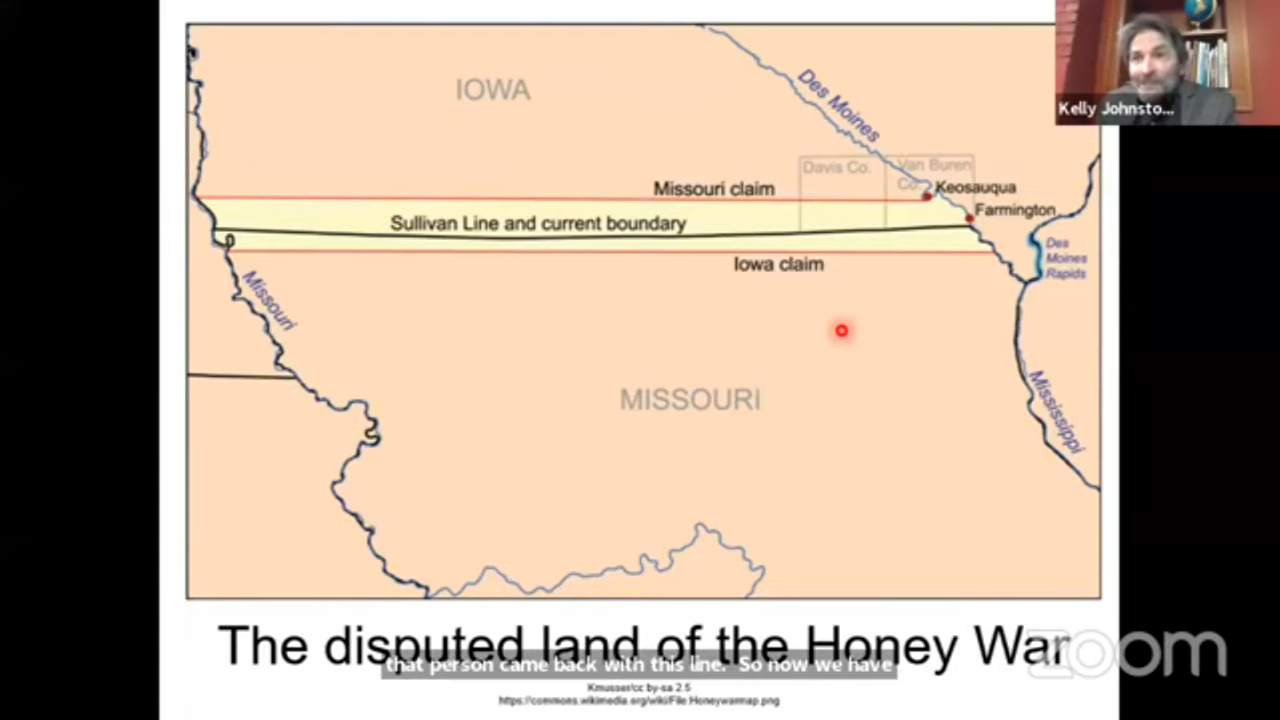 Kelly Johnsto...
IOWA
Des Moines
Davis Co.
Van Buren
Co.
Keosauqua
Farmington
Missouri claim
Sullivan Line and current boundary
Iowa claim
Des
Moines
Rapids
Missouri
MISSOURI
Mississippi
The disputed land of the Honey War
zoom
that person came back with this line. So now we have
Kmusser/cc by-sa 2.5
https://commons.wikimedia.org/wiki/File:Honeywarmap.png